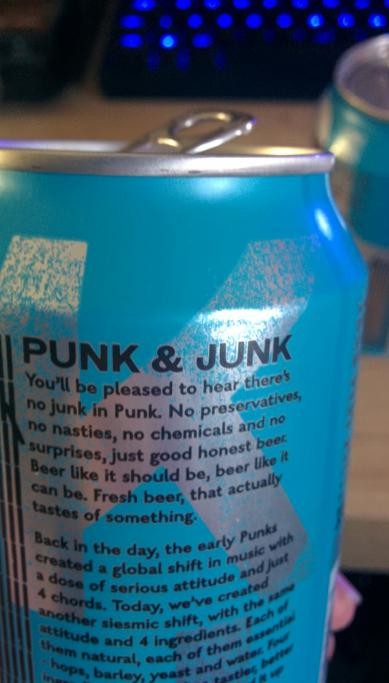 PUNK & JUNK
You'll be pleased to hear there's
no junk in Punk. No preservatives,
no nasties, no chemicals and no
surprises, just good honest beer.
Beer like it should be, beer like it
can be. Fresh beer, that actually
tastes of something.
Back in the day, the early Punks
created a global shift in music with
a dose of serious attitude and just
4 chords. Today, we've created
another siesmic shift, with the same
attitude and 4 ingredients. Each of
them natural, each of them essential
- hops, barley, yeast and water. Four
tastier, better
it up